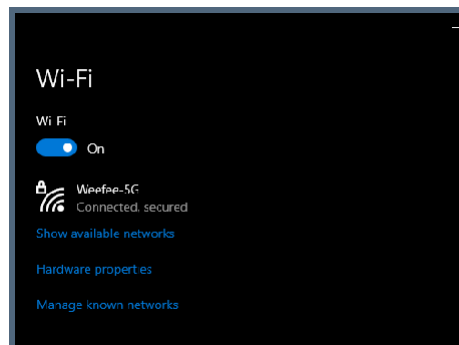 Wi-Fi
Wi-Fi
On
Weefee-5G
Connected, secured
Show available networks
Hardware properties
Manage known networks